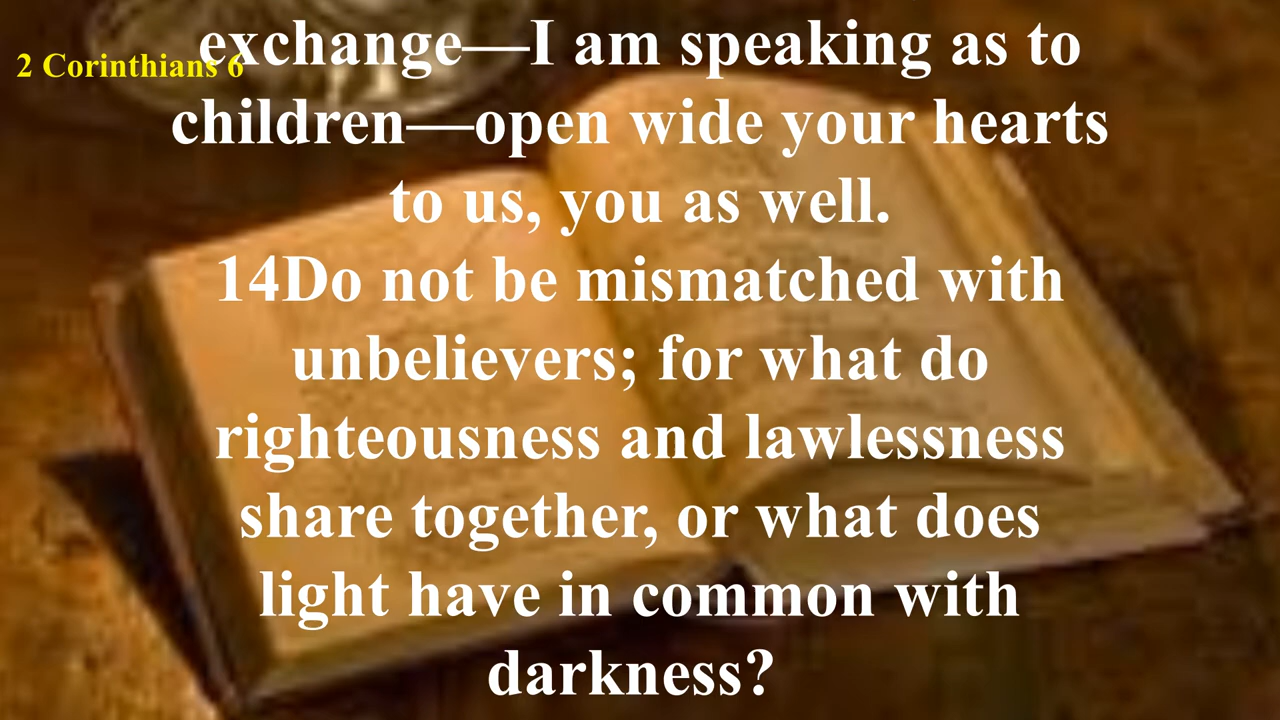 2 Corinthians 6
exchange—I am speaking as to
children—open wide your hearts
to us, you as well.
14Do not be mismatched with
unbelievers; for what do
righteousness and lawlessness
share together, or what does
light have in common with
darkness?